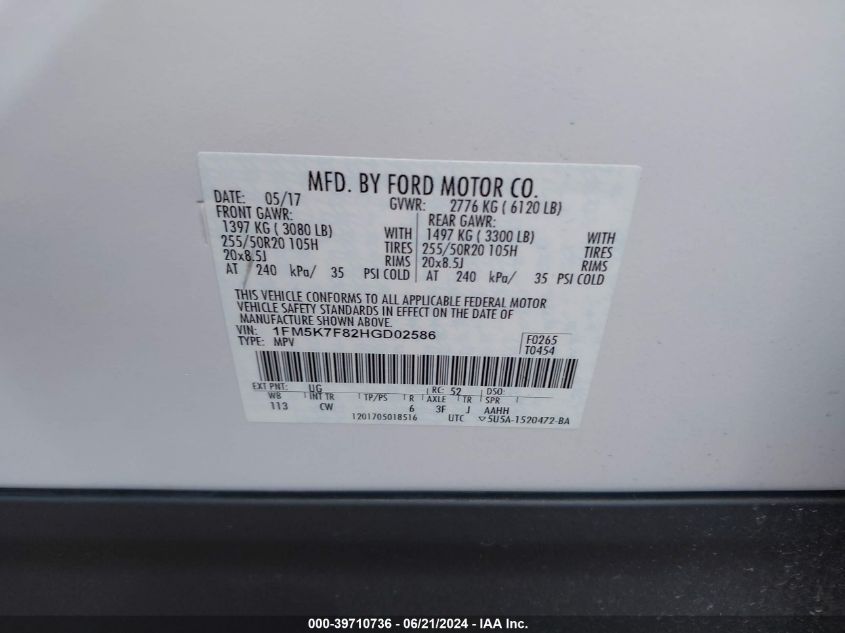 MFD. BY FORD MOTOR CO.
DATE: 05/17 GVWR: 2776 KG ( 6120 LB)
FRONT GAWR: REAR GAWR:
1397 KG ( 3080 LB) WITH 1497 KG ( 3300 LB) WITH
255/50R20 105H TIRES 255/50R20 105H TIRES
20x8.5J RIMS 20x8.5J RIMS
AT 240 kPa/ 35 PSI COLD AT 240 kPa/ 35 PSI COLD
THIS VEHICLE CONFORMS TO ALL APPLICABLE FEDERAL MOTOR
VEHICLE SAFETY STANDARDS IN EFFECT ON THE DATE OF
MANUFACTURE SHOWN ABOVE.
VIN: 1FM5K7F82HGD02586 F0265
TYPE: MPV T0454
EXT PNT: UG RC: 52 DSO:
WB INT TR TP/PS R AXLE TR SPR
113 CW 6 3F J AAHH
1201705018516 UTC ▽5U5A-1520472-BA
000-39710736 - 06/21/2024 - IAA Inc.